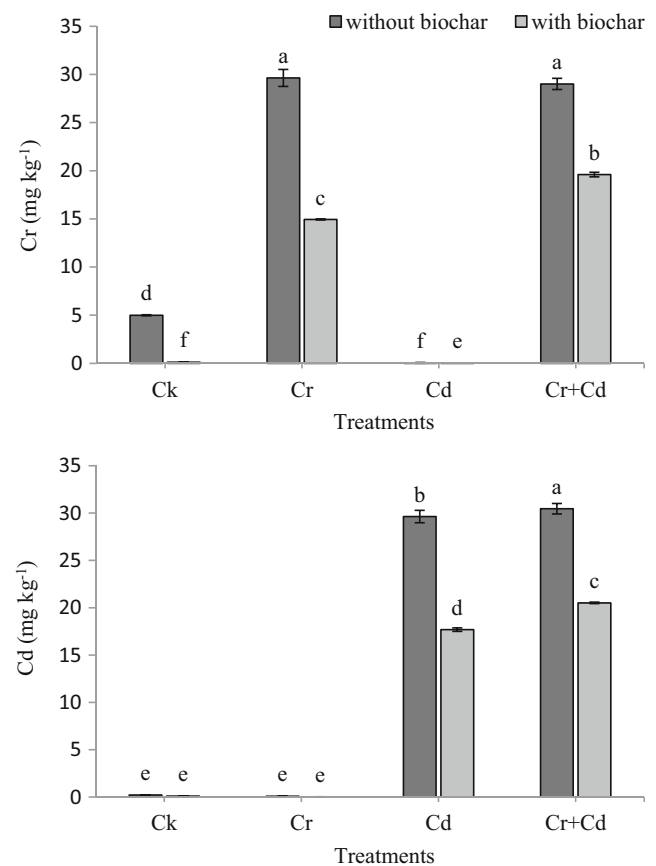 without biochar with biochar
35
30
25
20
15
10
5
0
Cr (mg kg⁻¹)
a
a
b
c
d
f
f
e
Ck Cr Cd Cr+Cd
Treatments
35
30
25
20
15
10
5
0
Cd (mg kg⁻¹)
b
a
d
c
e e e e
Ck Cr Cd Cr+Cd
Treatments